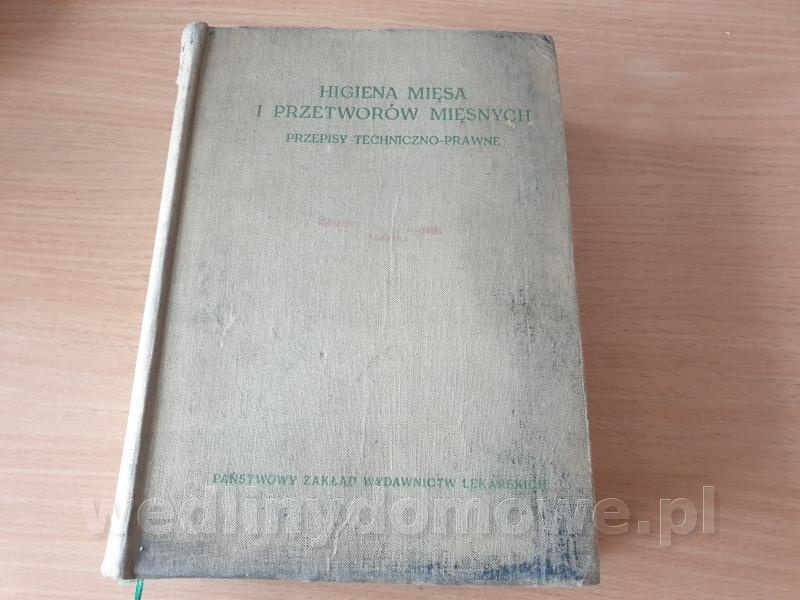 HIGIENA MIĘSA
I PRZETWORÓW MIĘSNYCH
PRZEPISY TECHNICZNO-PRAWNE
PAŃSTWOWY ZAKŁAD WYDAWNICTW LEKARSKICH
wedlinydomowe.pl